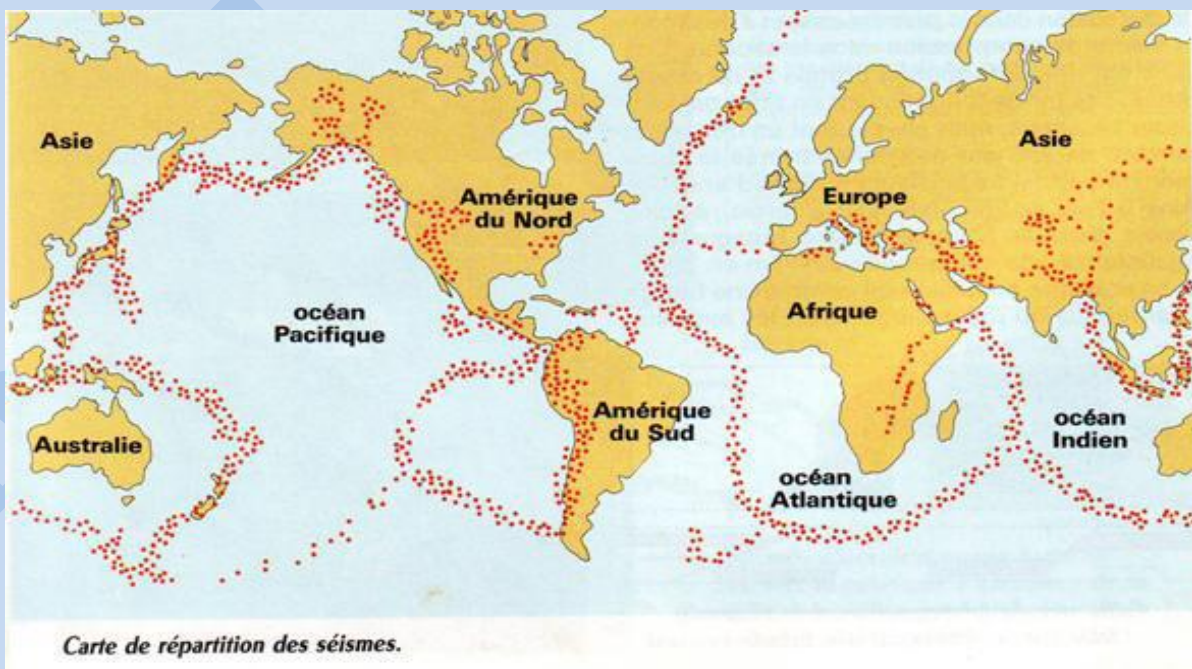 Asie
Amérique
du Nord
Europe
Asie
océan
Pacifique
Afrique
Australie
Amérique
du Sud
océan
Indien
océan
Atlantique
Carte de répartition des séismes.